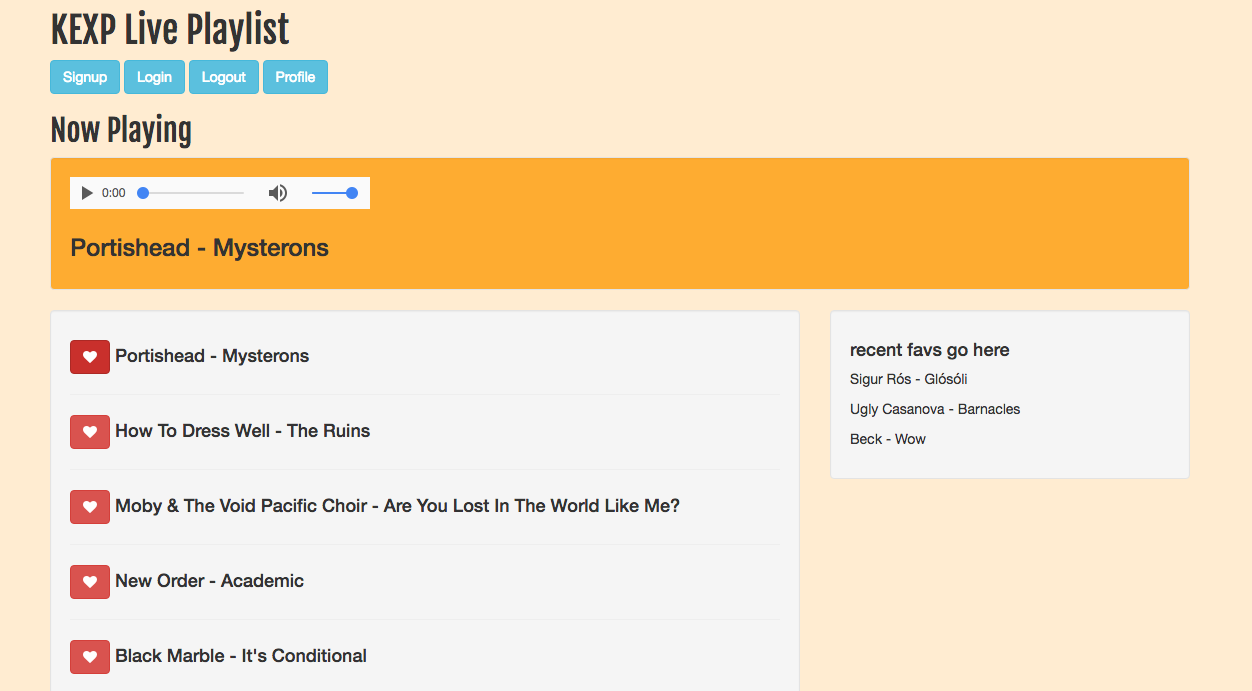 KEXP Live Playlist
Signup Login Logout Profile
Now Playing
0:00
Portishead - Mysterons
Portishead - Mysterons
How To Dress Well - The Ruins
Moby & The Void Pacific Choir - Are You Lost In The World Like Me?
New Order - Academic
Black Marble - It's Conditional
recent favs go here
Sigur Rós - Glósóli
Ugly Casanova - Barnacles
Beck - Wow